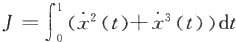 J = ∫₀¹ (ẋ²(t)+ẋ³(t))dt